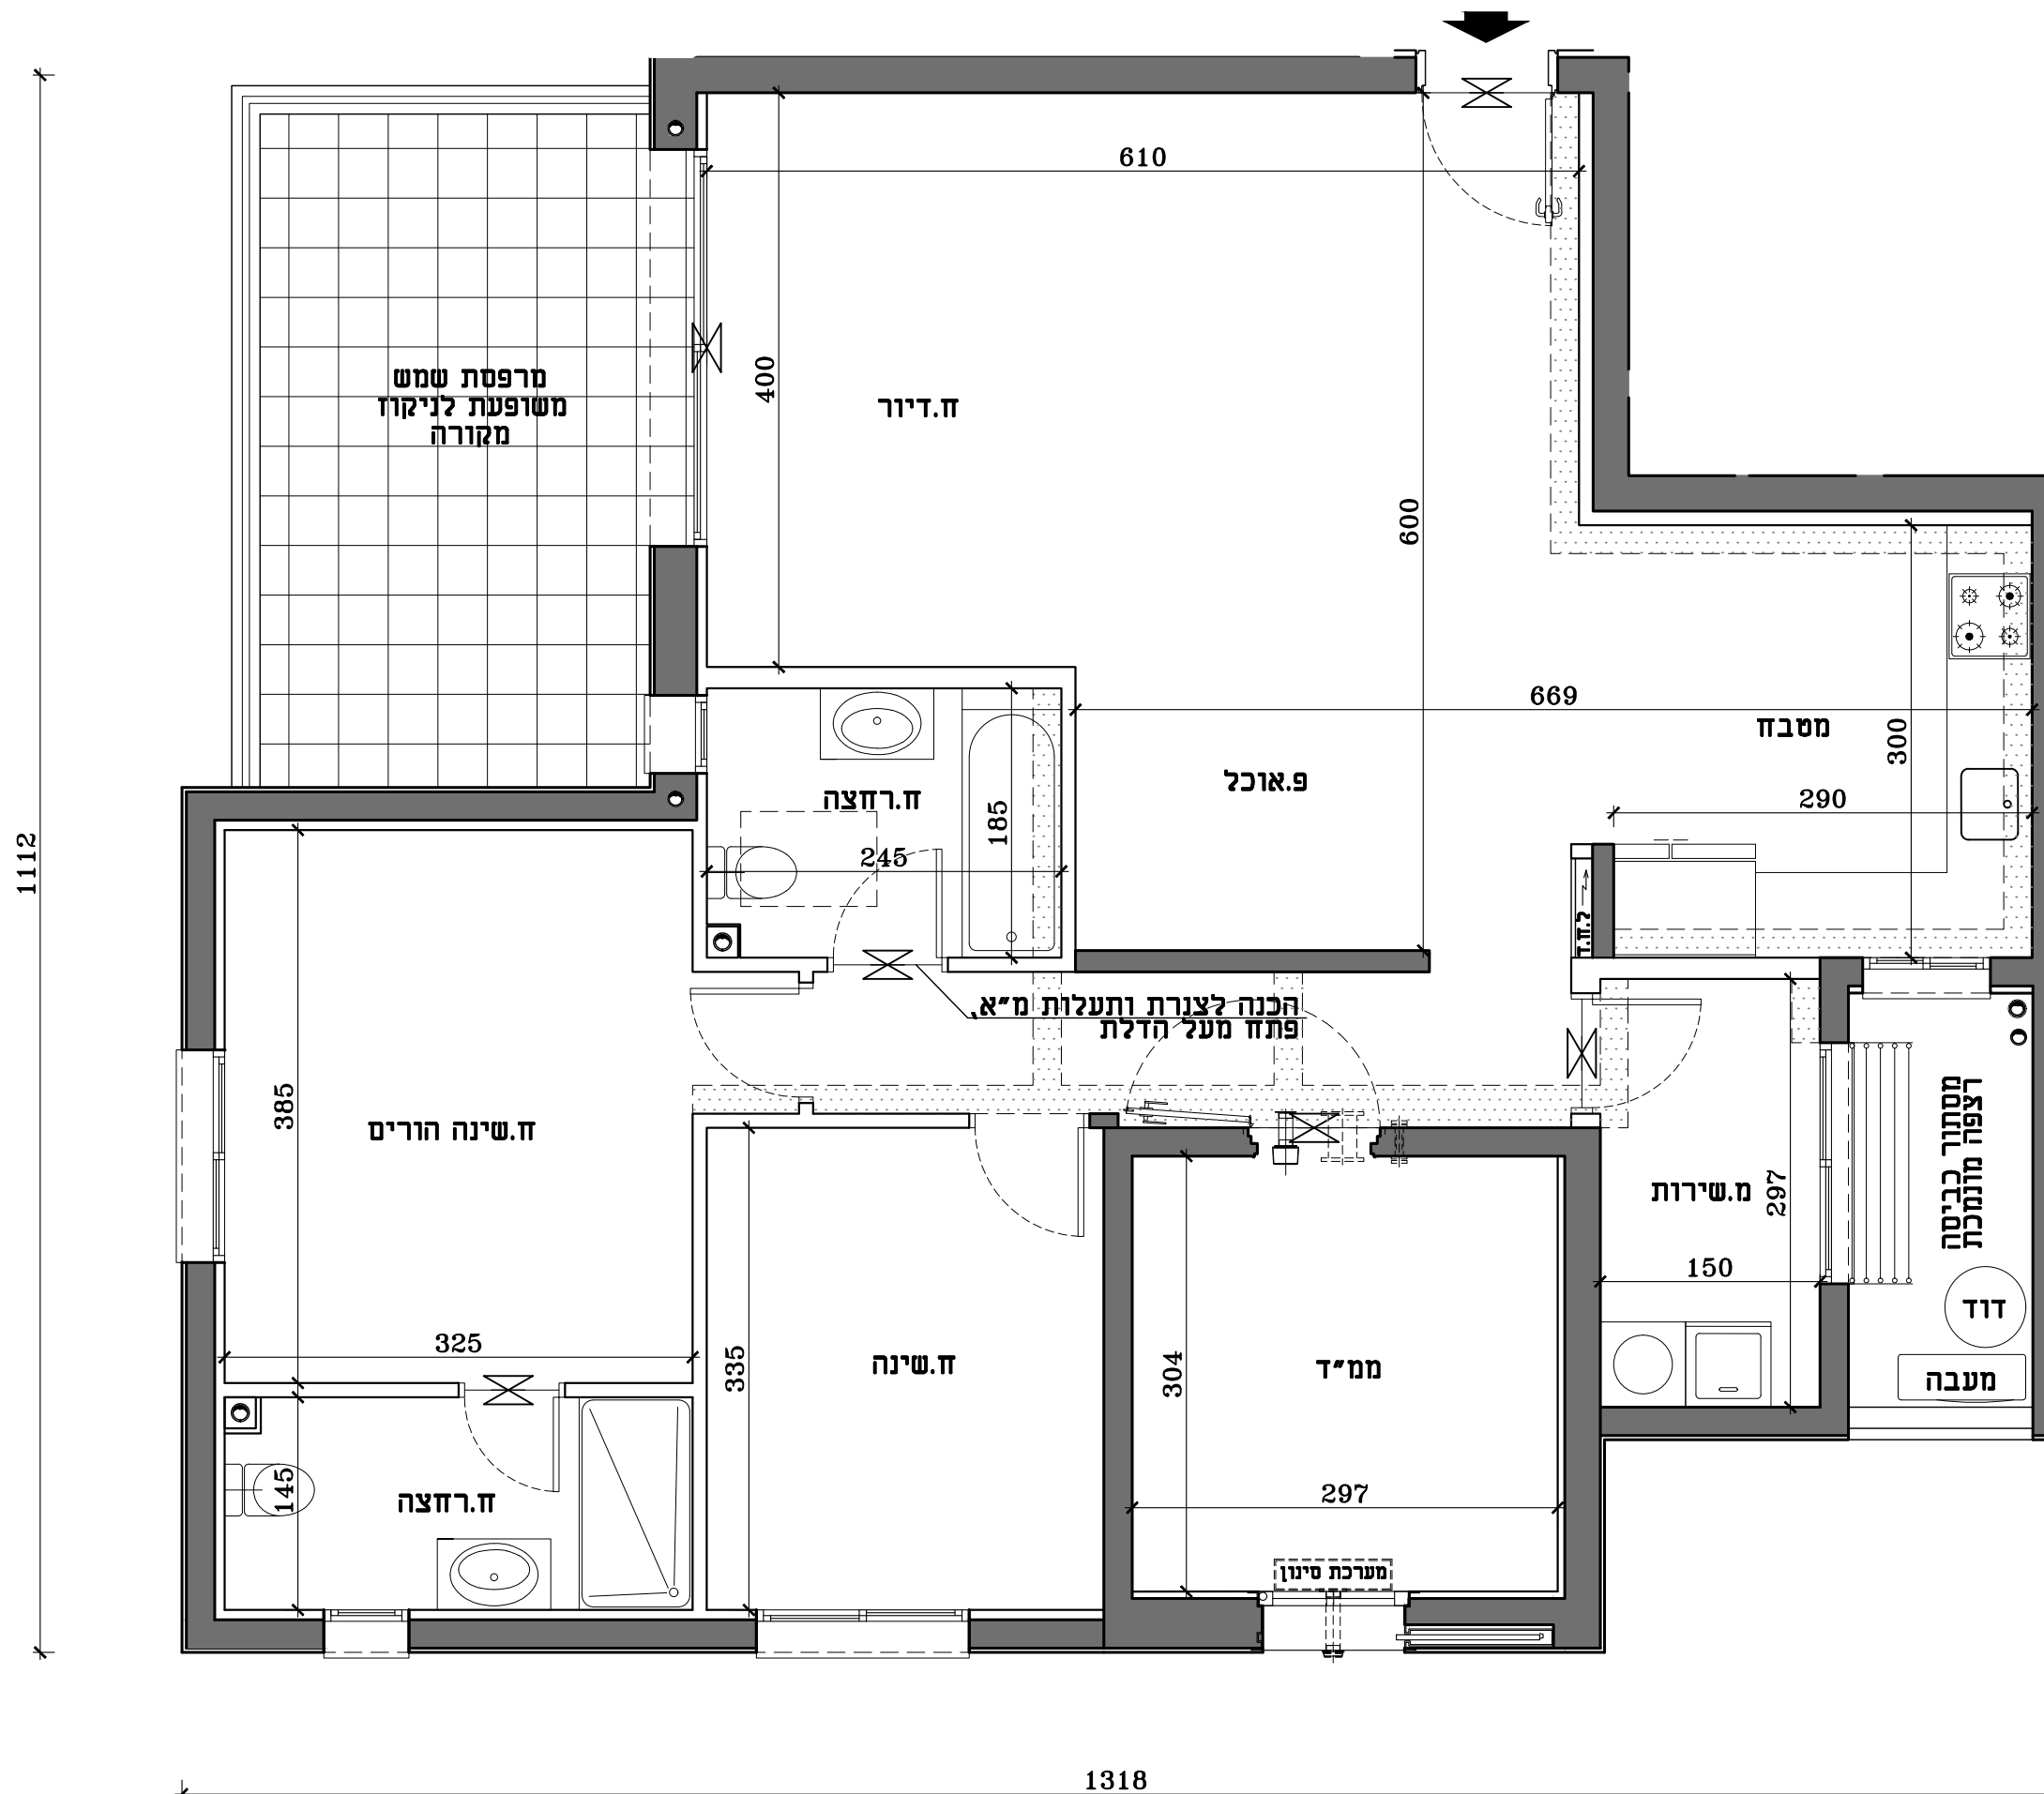 610
מרפסת שמש
משופעת לניקוז
מקורה
400
ח.דיור
600
669
מטבח
300
290
פ.אוכל
ח.רחצה
185
245
1112
ל.ח.ד
הכנה לצנרת ותעלות מ״א,
פתח מעל הדלת
385
ח.שינה הורים
מסתור כביסה
רצפה מונמכת
מ.שירות
297
150
דוד
מעבה
325
335
ח.שינה
304
ממ״ד
297
145
ח.רחצה
מערכת סינון
1318